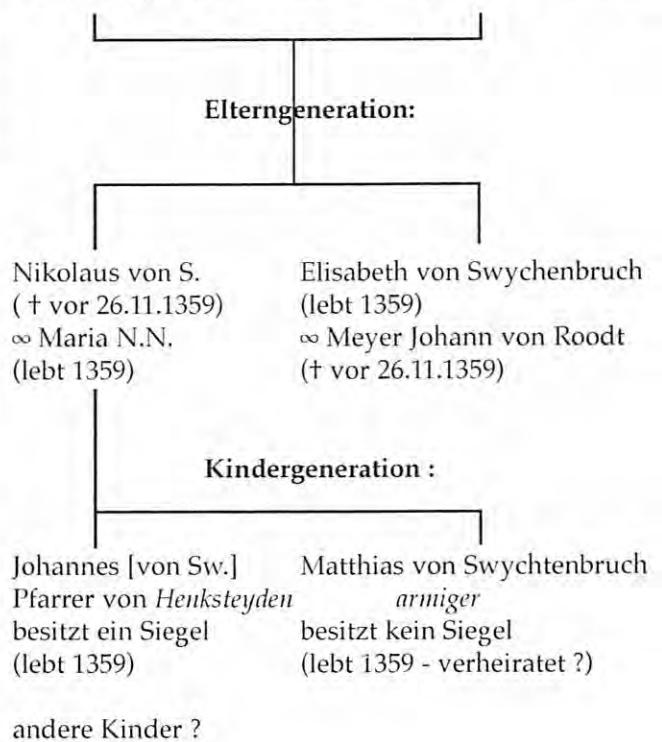 Elterngeneration:
Nikolaus von S.
( † vor 26.11.1359)
∞ Maria N.N.
(lebt 1359)
Elisabeth von Swychenbruch
(lebt 1359)
∞ Meyer Johann von Roodt
(† vor 26.11.1359)
Kindergeneration :
Johannes [von Sw.]
Pfarrer von Henksteyden
besitzt ein Siegel
(lebt 1359)
Matthias von Swychtenbruch
armiger
besitzt kein Siegel
(lebt 1359 - verheiratet ?)
andere Kinder ?